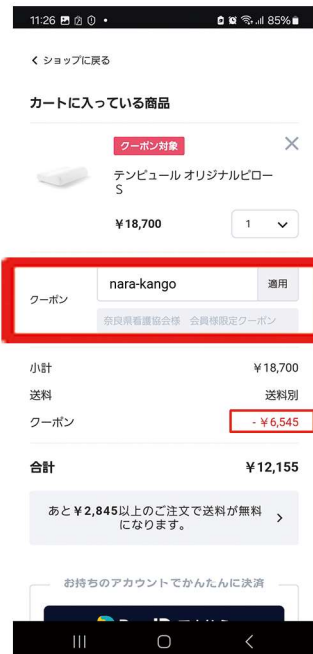 11:26
85%
ショップに戻る
カートに入っている商品
クーポン対象
テンピュール オリジナルピロー
S
¥18,700
1
クーポン
nara-kango
適用
奈良県看護協会様 会員様限定クーポン
小計
¥18,700
送料
送料別
クーポン
- ¥6,545
合計
¥12,155
あと¥2,845以上のご注文で送料が無料
になります。
お持ちのアカウントでかんたんに決済